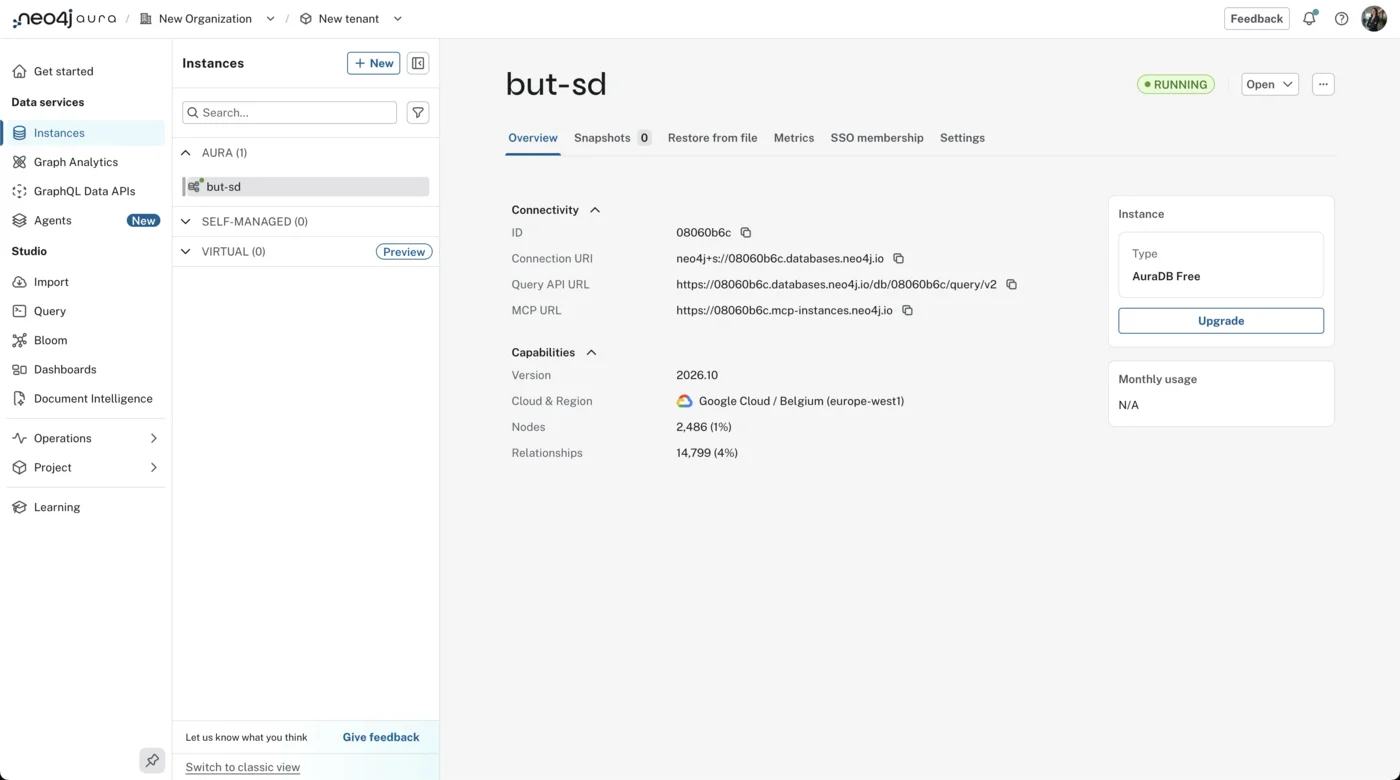 neo4j aura / New Organization / New tenant
Feedback
Get started
Data services
Instances
Graph Analytics
GraphQL Data APIs
Agents New
Studio
Import
Query
Bloom
Dashboards
Document Intelligence
Operations
Project
Learning
Instances
+ New
Search...
AURA (1)
but-sd
SELF-MANAGED (0)
VIRTUAL (0) Preview
Let us know what you think Give feedback
Switch to classic view
but-sd
RUNNING
Open
...
Overview Snapshots 0 Restore from file Metrics SSO membership Settings
Connectivity
ID 08060b6c
Connection URI neo4j+s://08060b6c.databases.neo4j.io
Query API URL https://08060b6c.databases.neo4j.io/db/08060b6c/query/v2
MCP URL https://08060b6c.mcp-instances.neo4j.io
Capabilities
Version 2026.10
Cloud & Region Google Cloud / Belgium (europe-west1)
Nodes 2,486 (1%)
Relationships 14,799 (4%)
Instance
Type
AuraDB Free
Upgrade
Monthly usage
N/A